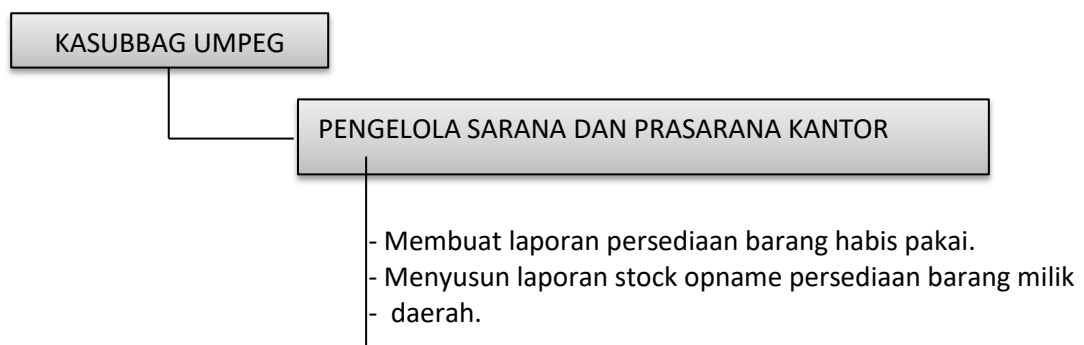 KASUBBAG UMPEG
PENGELOLA SARANA DAN PRASARANA KANTOR
- Membuat laporan persediaan barang habis pakai.
- Menyusun laporan stock opname persediaan barang milik
- daerah.